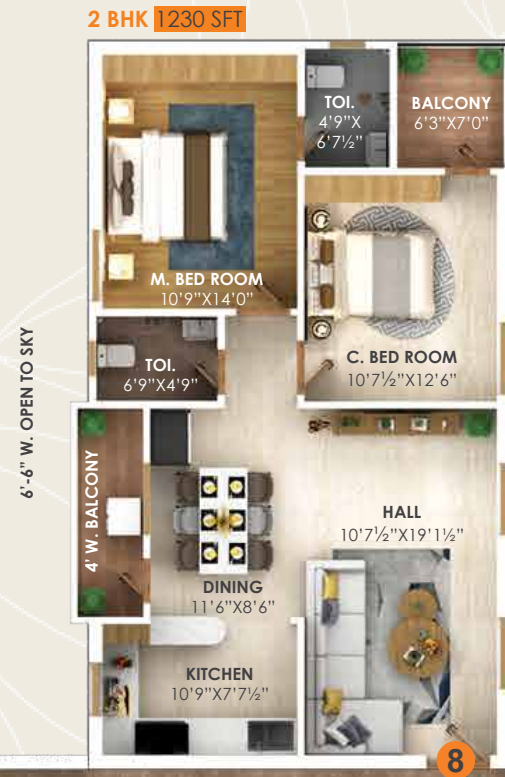 2 BHK 1230 SFT
TOI.
4'9"X
6'7½"
BALCONY
6'3"X7'0"
M. BED ROOM
10'9"X14'0"
C. BED ROOM
10'7½"X12'6"
TOI.
6'9"X4'9"
6'-6" W. OPEN TO SKY
4' W. BALCONY
HALL
10'7½"X19'1½"
DINING
11'6"X8'6"
KITCHEN
10'9"X7'7½"
8